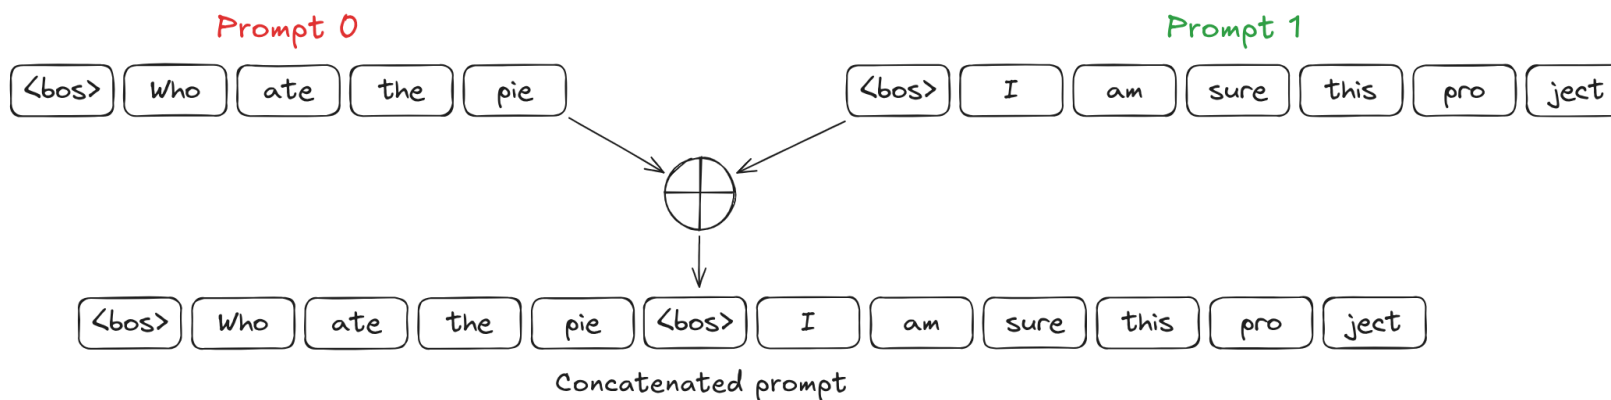 Prompt 0 Prompt 1
<bos> Who ate the pie <bos> I am sure this pro ject
<bos> Who ate the pie <bos> I am sure this pro ject
Concatenated prompt